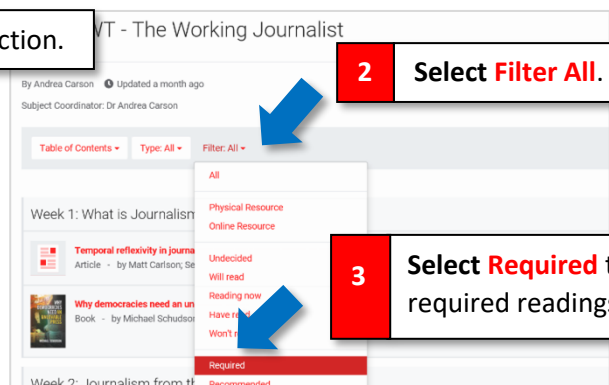 ction.
WT - The Working Journalist
By Andrea Carson Updated a month ago
Subject Coordinator: Dr Andrea Carson
2 Select Filter All.
Table of Contents Type: All Filter: All
All
Physical Resource
Online Resource
Undecided
Will read
Reading now
Have read
Won't
Required
Recommended
Week 1: What is Journalism
Temporal reflexivity in journa
Article - by Matt Carlson; Se
Why democracies need an un
Book - by Michael Schudson
3 Select Required
required readings
Week 2: Journalism from th